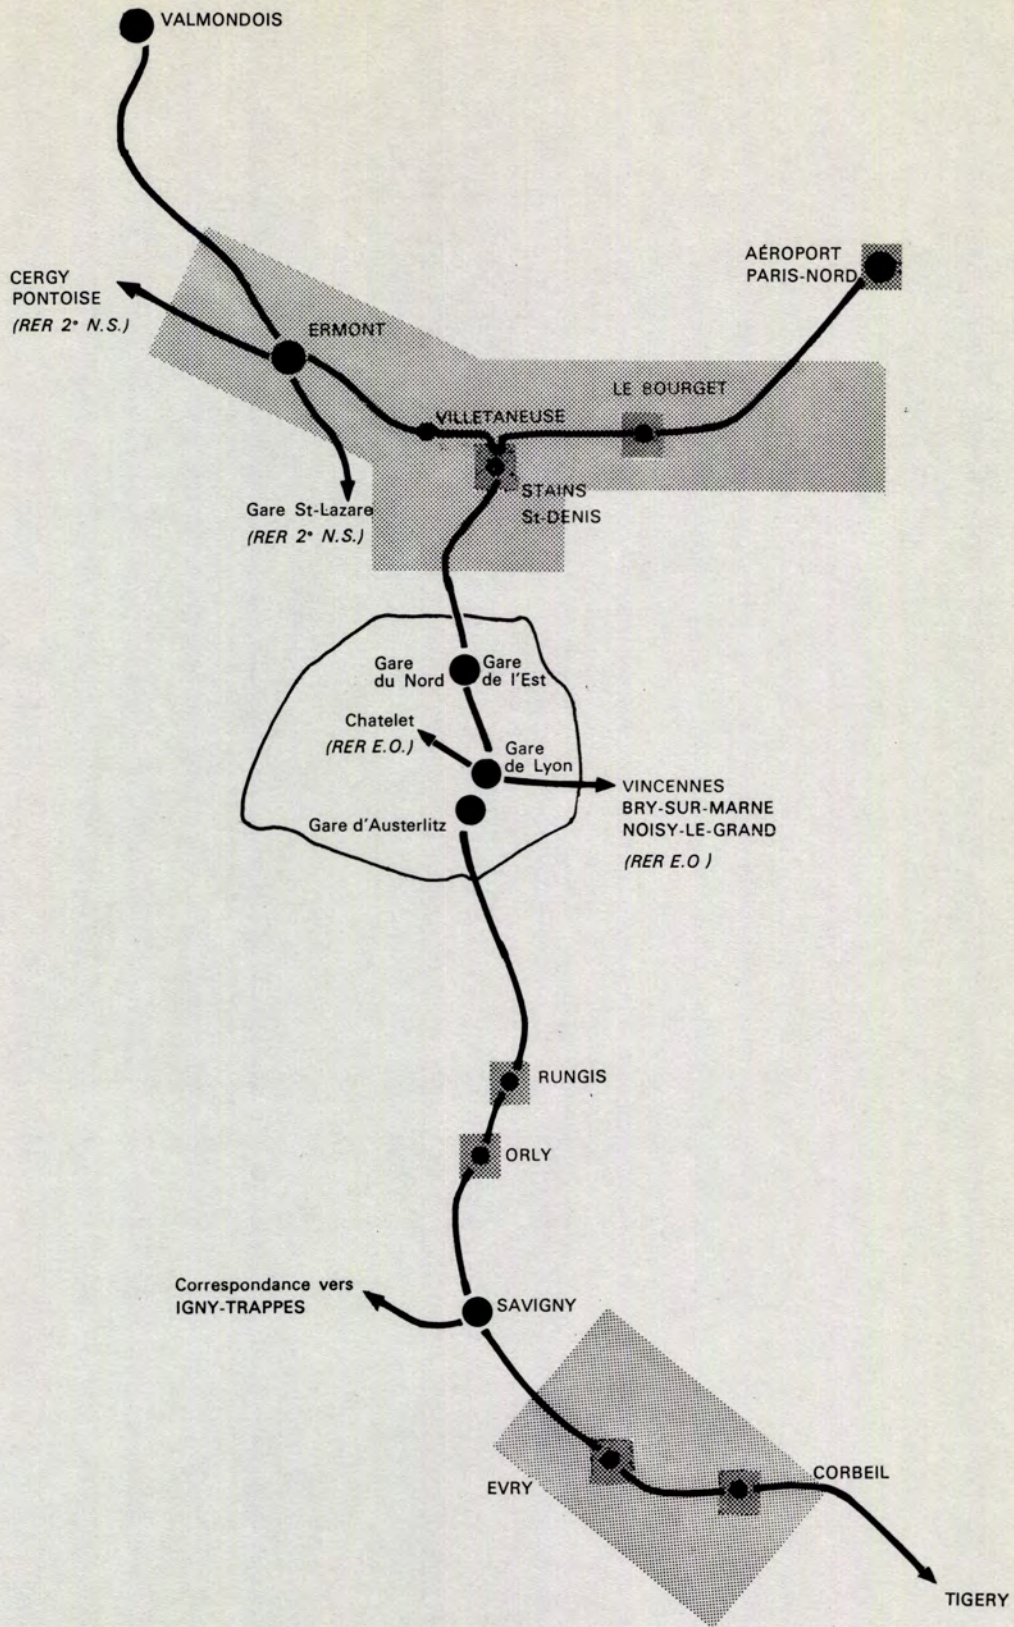 VALMONDOIS
AÉROPORT
PARIS-NORD
CERGY
PONTOISE
(RER 2° N.S.)
ERMONT
LE BOURGET
VILLETANEUSE
STAINS
St-DENIS
Gare St-Lazare
(RER 2° N.S.)
Gare
du Nord
Gare
de l'Est
Chatelet
(RER E.O.)
Gare
de Lyon
VINCENNES
BRY-SUR-MARNE
NOISY-LE-GRAND
(RER E.O )
Gare d'Austerlitz
RUNGIS
ORLY
Correspondance vers
IGNY-TRAPPES
SAVIGNY
EVRY
CORBEIL
TIGERY